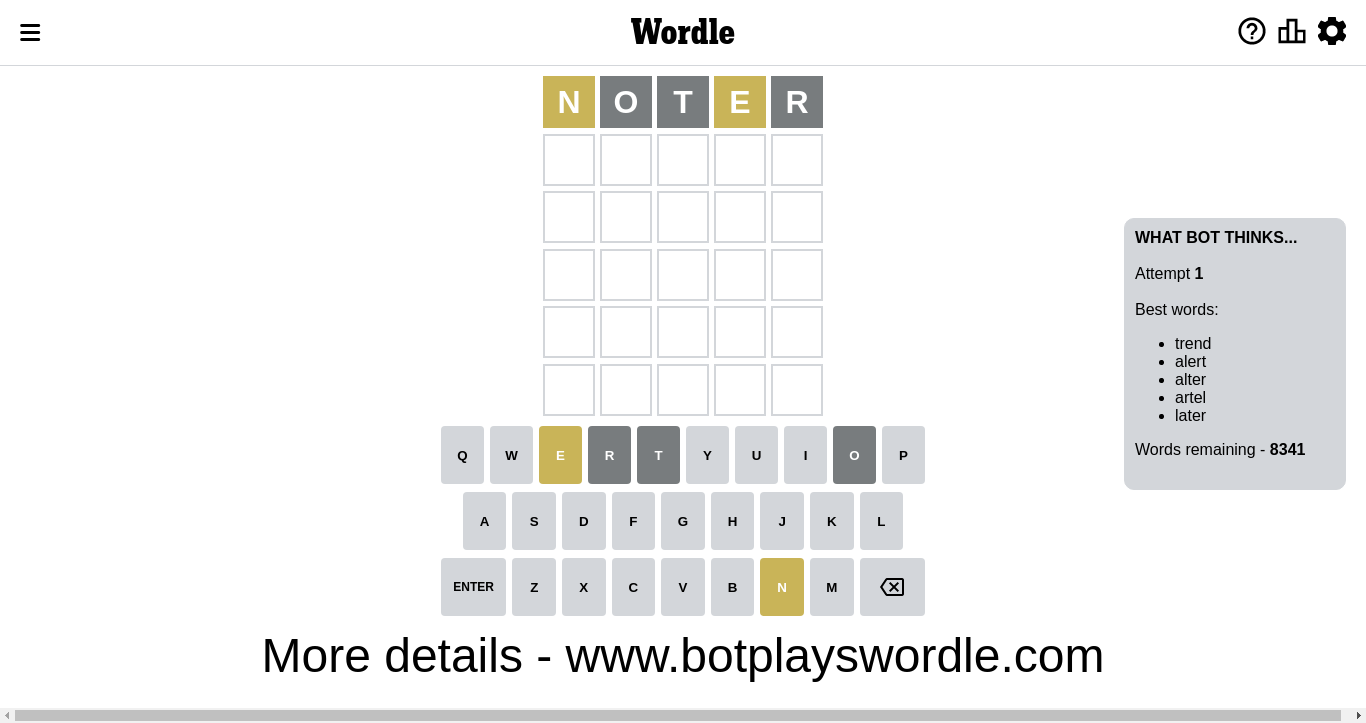 Wordle
N O T E R
WHAT BOT THINKS...
Attempt 1
Best words:
trend
alert
alter
artel
later
Words remaining - 8341
Q W E R T Y U I O P
A S D F G H J K L
ENTER Z X C V B N M
More details - www.botplayswordle.com